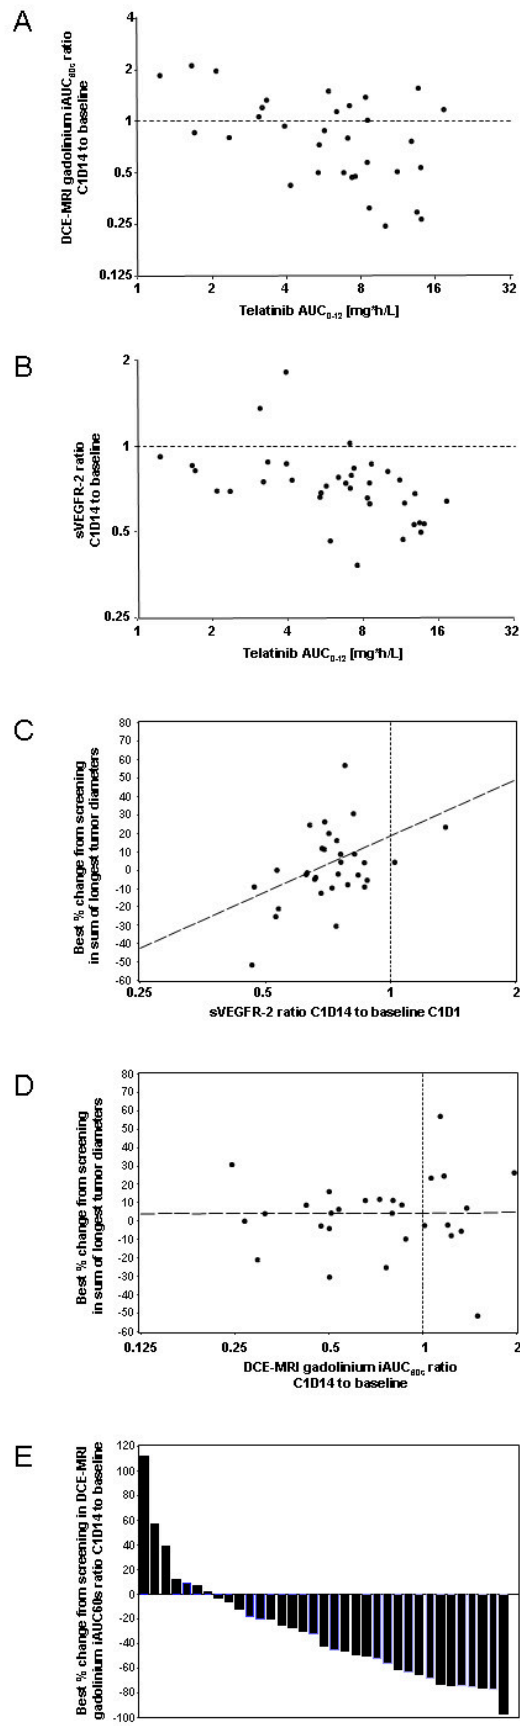 A
DCE-MRI gadolinium iAUC60c ratio
C1D14 to baseline
4
2
1
0.5
0.25
0.125
1 2 4 8 16 32
Telatinib AUC0-12 [mg*h/L]
B
sVEGFR-2 ratio
C1D14 to baseline
2
1
0.5
0.25
1 2 4 8 16 32
Telatinib AUC0-12 [mg*h/L]
C
Best % change from screening
in sum of longest tumor diameters
80
70
60
50
40
30
20
10
0
-10
-20
-30
-40
-50
-60
0.25 0.5 1 2
sVEGFR-2 ratio C1D14 to baseline C1D1
D
Best % change from screening
in sum of longest tumor diameters
80
70
60
50
40
30
20
10
0
-10
-20
-30
-40
-50
-60
0.125 0.25 0.5 1 2
DCE-MRI gadolinium iAUC60c ratio
C1D14 to baseline
E
Best % change from screening in DCE-MRI
gadolinium iAUC60s ratio C1D14 to baseline
120
100
80
60
40
20
0
-20
-40
-60
-80
-100